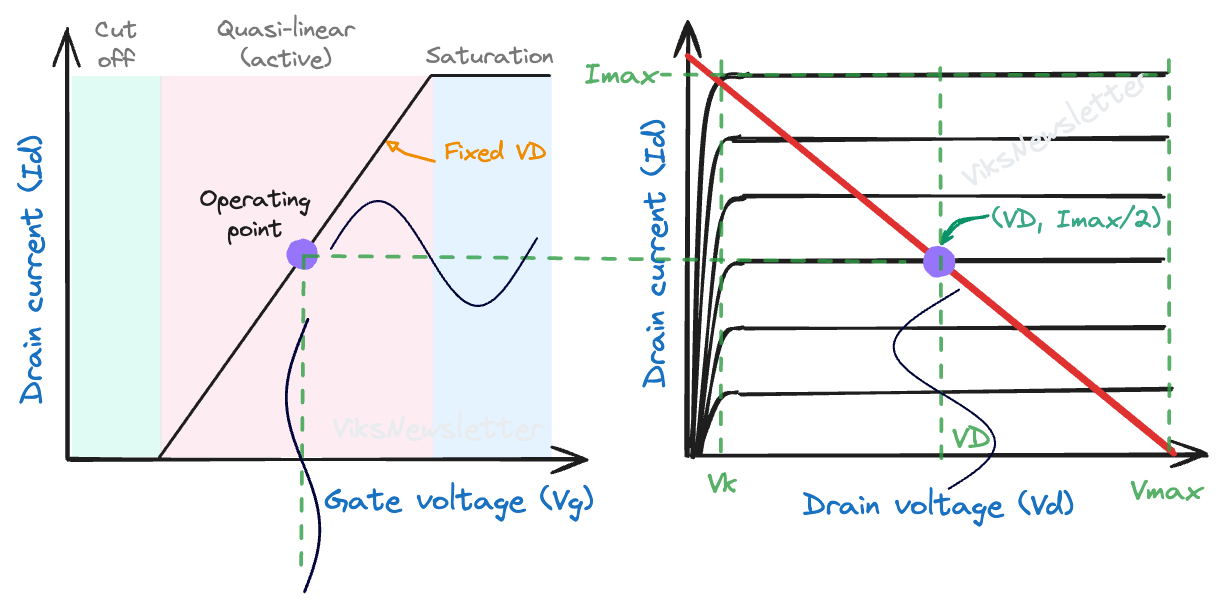 Cut
off
Quasi-linear
(active)
Saturation
Drain current (Id)
Fixed VD
Operating
point
ViksNewsletter
Gate voltage (Vg)
Imax
ViksNewsletter
Drain current (Id)
(VD, Imax/2)
VD
Vk
Vmax
Drain voltage (Vd)